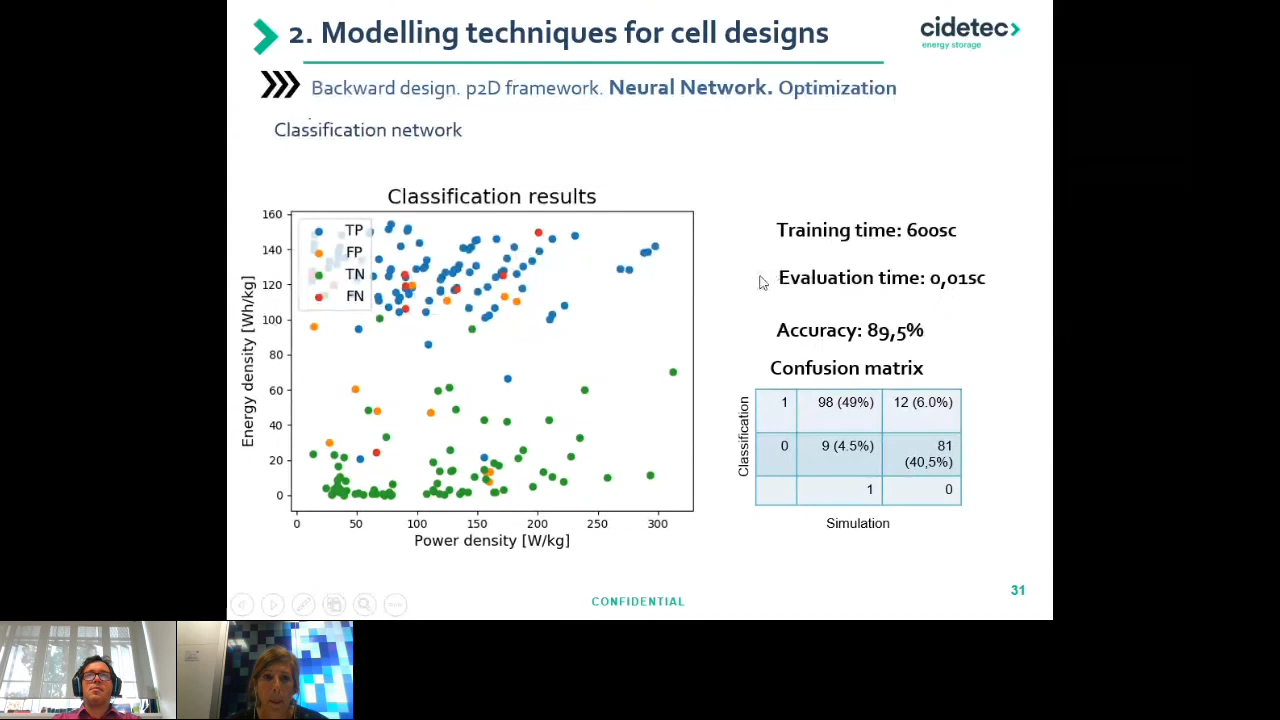 2. Modelling techniques for cell designs
cidetec>
energy storage
Backward design. p2D framework. Neural Network. Optimization
Classification network
Classification results
Energy density [Wh/kg]
160
140
120
100
80
60
40
20
0
TP
FP
TN
FN
0
50
100
150
200
250
300
Power density [W/kg]
Training time: 600sc
Evaluation time: 0,01sc
Accuracy: 89,5%
Confusion matrix
Classification
1 98 (49%) 12 (6.0%)
0 9 (4.5%) 81
(40,5%)
1 0
Simulation
CONFIDENTIAL
31